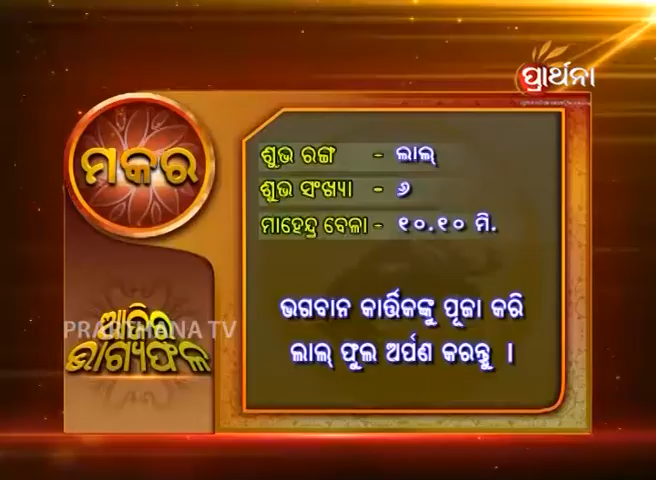 ପ୍ରାର୍ଥନା
ମକର
ଶୁଭ ରଙ୍ଗ - ଲାଲ୍
ଶୁଭ ସଂଖ୍ୟା - ୬
ମାହେନ୍ଦ୍ର ବେଳା - ୧୦.୧୦ ମି.
ଭଗବାନ କାର୍ତ୍ତିକଙ୍କୁ ପୂଜା କରି
ଲାଲ୍ ଫୁଲ ଅର୍ପଣ କରନ୍ତୁ ।
ଆଜିର
PRARTHANA TV
ଭାଗ୍ୟଫଳ